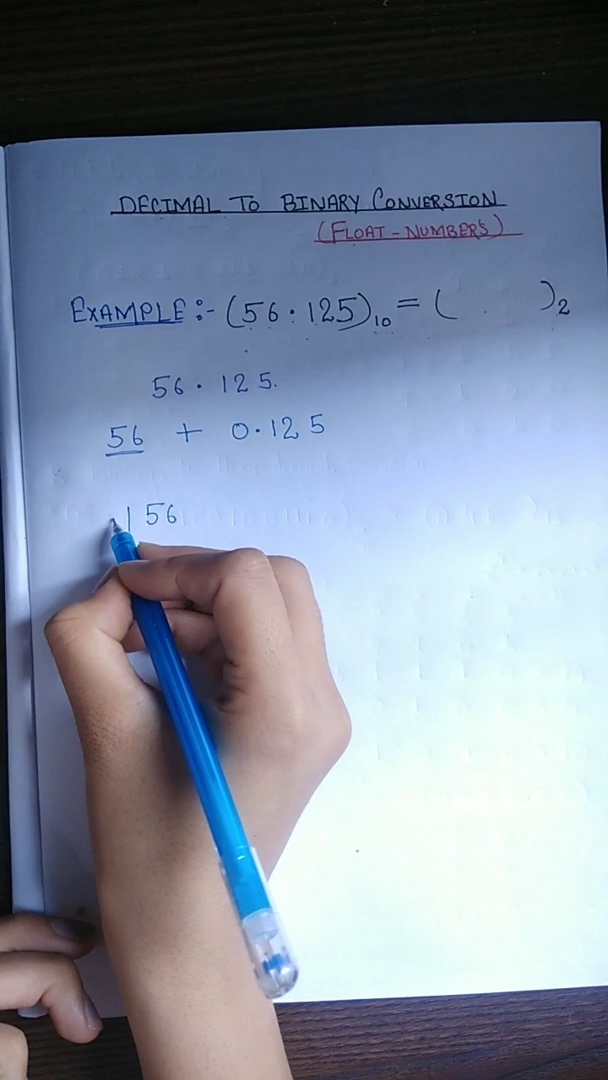 DECIMAL TO BINARY CONVERSION
(FLOAT-NUMBERS)
EXAMPLE:- (56.125)10 = ( . )2
56.125
56 + 0.125
56